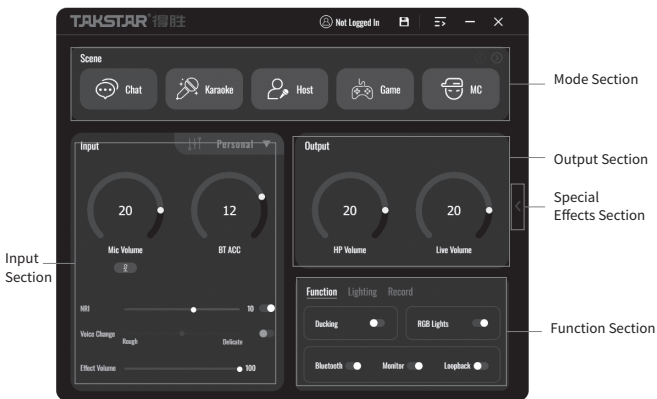 TAKSTAR 得胜
Not Logged In
Scene
Chat
Karaoke
Host
Game
MC
Mode Section
Input
Personal
20
12
Mic Volume
BT ACC
NR1
10
Voice Change
Rough
Delicate
Effect Volume
100
Input
Section
Output
20
20
HP Volume
Live Volume
Output Section
Special
Effects Section
Function Lighting Record
Ducking
RGB Lights
Bluetooth
Monitor
Loopback
Function Section